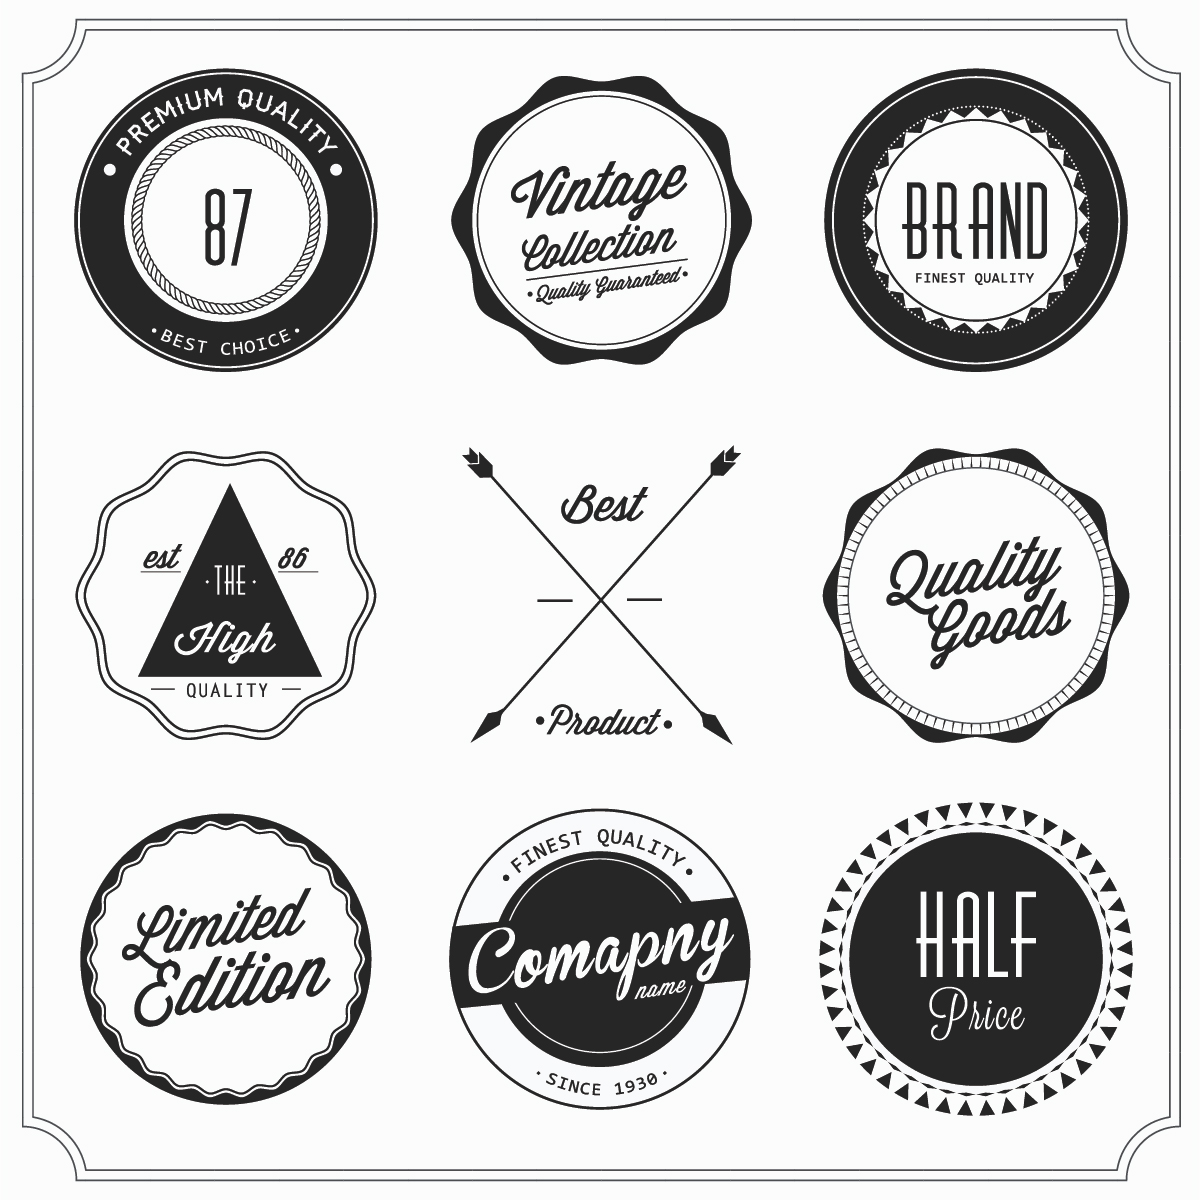 PREMIUM QUALITY
87
•BEST CHOICE•
Vintage
Collection
•Quality Guaranteed•
BRAND
FINEST QUALITY
est 86
·THE·
High
— QUALITY —
Best
•Product•
Quality
Goods
Limited
Edition
•FINEST QUALITY•
Comapny
name
·SINCE 1930·
HALF
Price